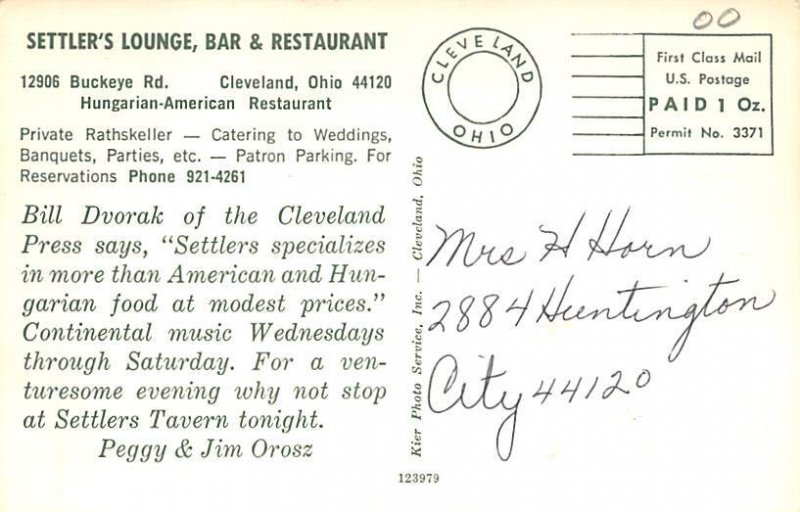 SETTLER'S LOUNGE, BAR & RESTAURANT
12906 Buckeye Rd. Cleveland, Ohio 44120
Hungarian-American Restaurant
Private Rathskeller — Catering to Weddings,
Banquets, Parties, etc. — Patron Parking. For
Reservations Phone 921-4261
Bill Dvorak of the Cleveland
Press says, "Settlers specializes
in more than American and Hun-
garian food at modest prices."
Continental music Wednesdays
through Saturday. For a ven-
turesome evening why not stop
at Settlers Tavern tonight.
Peggy & Jim Orosz
Kier Photo Service, Inc. — Cleveland, Ohio
123979
CLEVELAND
OHIO
00
First Class Mail
U.S. Postage
PAID 1 Oz.
Permit No. 3371
Mrs H Horn
2884 Huntington
City 44120